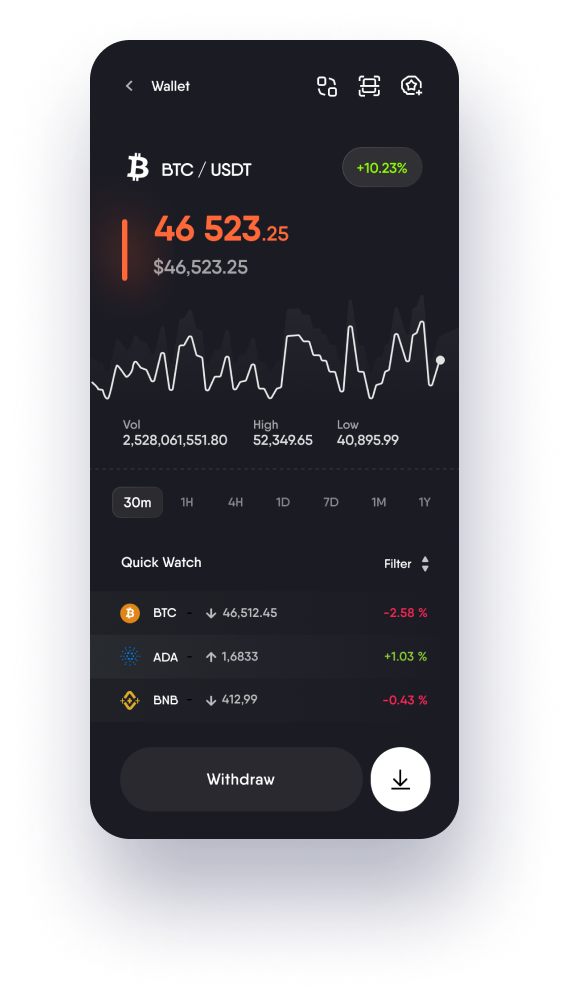 Wallet
BTC / USDT
+10.23%
46 523.25
$46,523.25
Vol High Low
2,528,061,551.80 52,349.65 40,895.99
30m 1H 4H 1D 7D 1M 1Y
Quick Watch Filter
BTC - 46,512.45 -2.58 %
ADA - 1,6833 +1.03 %
BNB - 412,99 -0.43 %
Withdraw